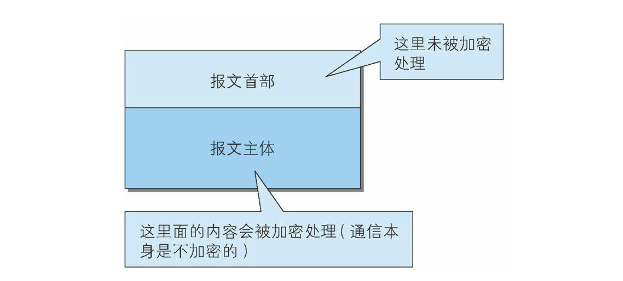 这里未被加密
处理
报文首部
报文主体
这里面的内容会被加密处理(通信本
身是不加密的)